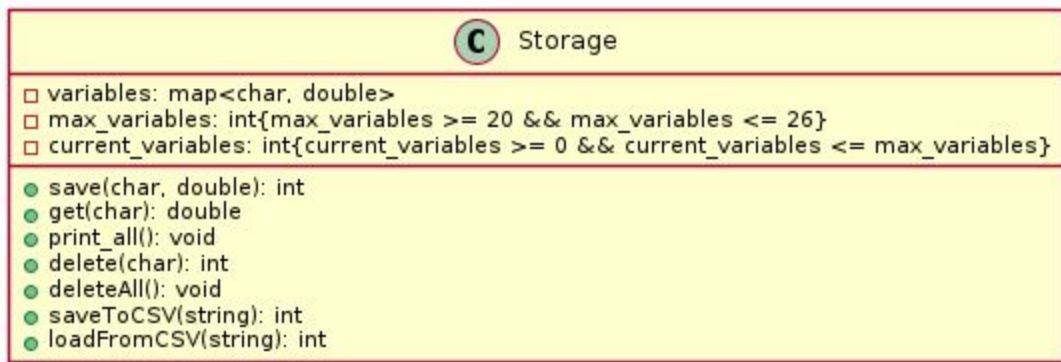 C Storage
variables: map<char, double>
max_variables: int{max_variables >= 20 && max_variables <= 26}
current_variables: int{current_variables >= 0 && current_variables <= max_variables}
save(char, double): int
get(char): double
print_all(): void
delete(char): int
deleteAll(): void
saveToCSV(string): int
loadFromCSV(string): int